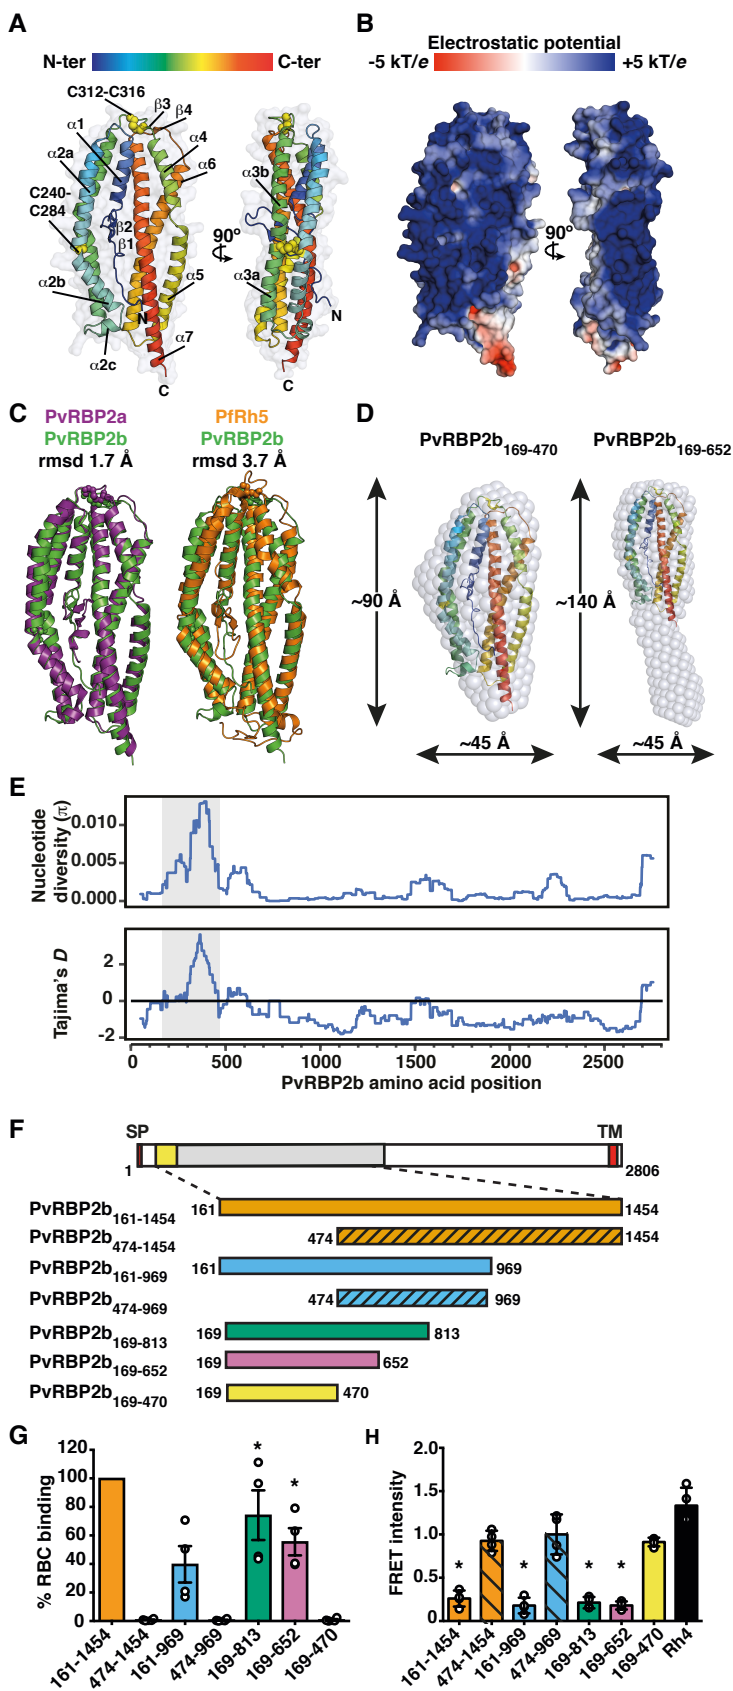 A
N-ter
C-ter
C312-C316
β3
β4
α1
α4
α2a
α6
α3b
C240-
C284
β2
β1
90º
α2b
α5
α3a
N
N
α2c
α7
C
C
B
Electrostatic potential
-5 kT/e
+5 kT/e
90º
C
PvRBP2a
PvRBP2b
rmsd 1.7 Å
PfRh5
PvRBP2b
rmsd 3.7 Å
D
PvRBP2b169-470
PvRBP2b169-652
~90 Å
~140 Å
~45 Å
~45 Å
E
Nucleotide
diversity (π)
0.010
0.005
0.000
Tajima's D
2
0
-2
0
500
1000
1500
2000
2500
PvRBP2b amino acid position
F
SP
TM
1
2806
PvRBP2b161-1454
161
1454
PvRBP2b474-1454
474
1454
PvRBP2b161-969
161
969
PvRBP2b474-969
474
969
PvRBP2b169-813
169
813
PvRBP2b169-652
169
652
PvRBP2b169-470
169
470
G
% RBC binding
120
100
80
60
40
20
0
*
*
161-1454
474-1454
161-969
474-969
169-813
169-652
169-470
H
FRET intensity
2.0
1.5
1.0
0.5
0
*
*
*
*
161-1454
474-1454
161-969
474-969
169-813
169-652
169-470
Rh4